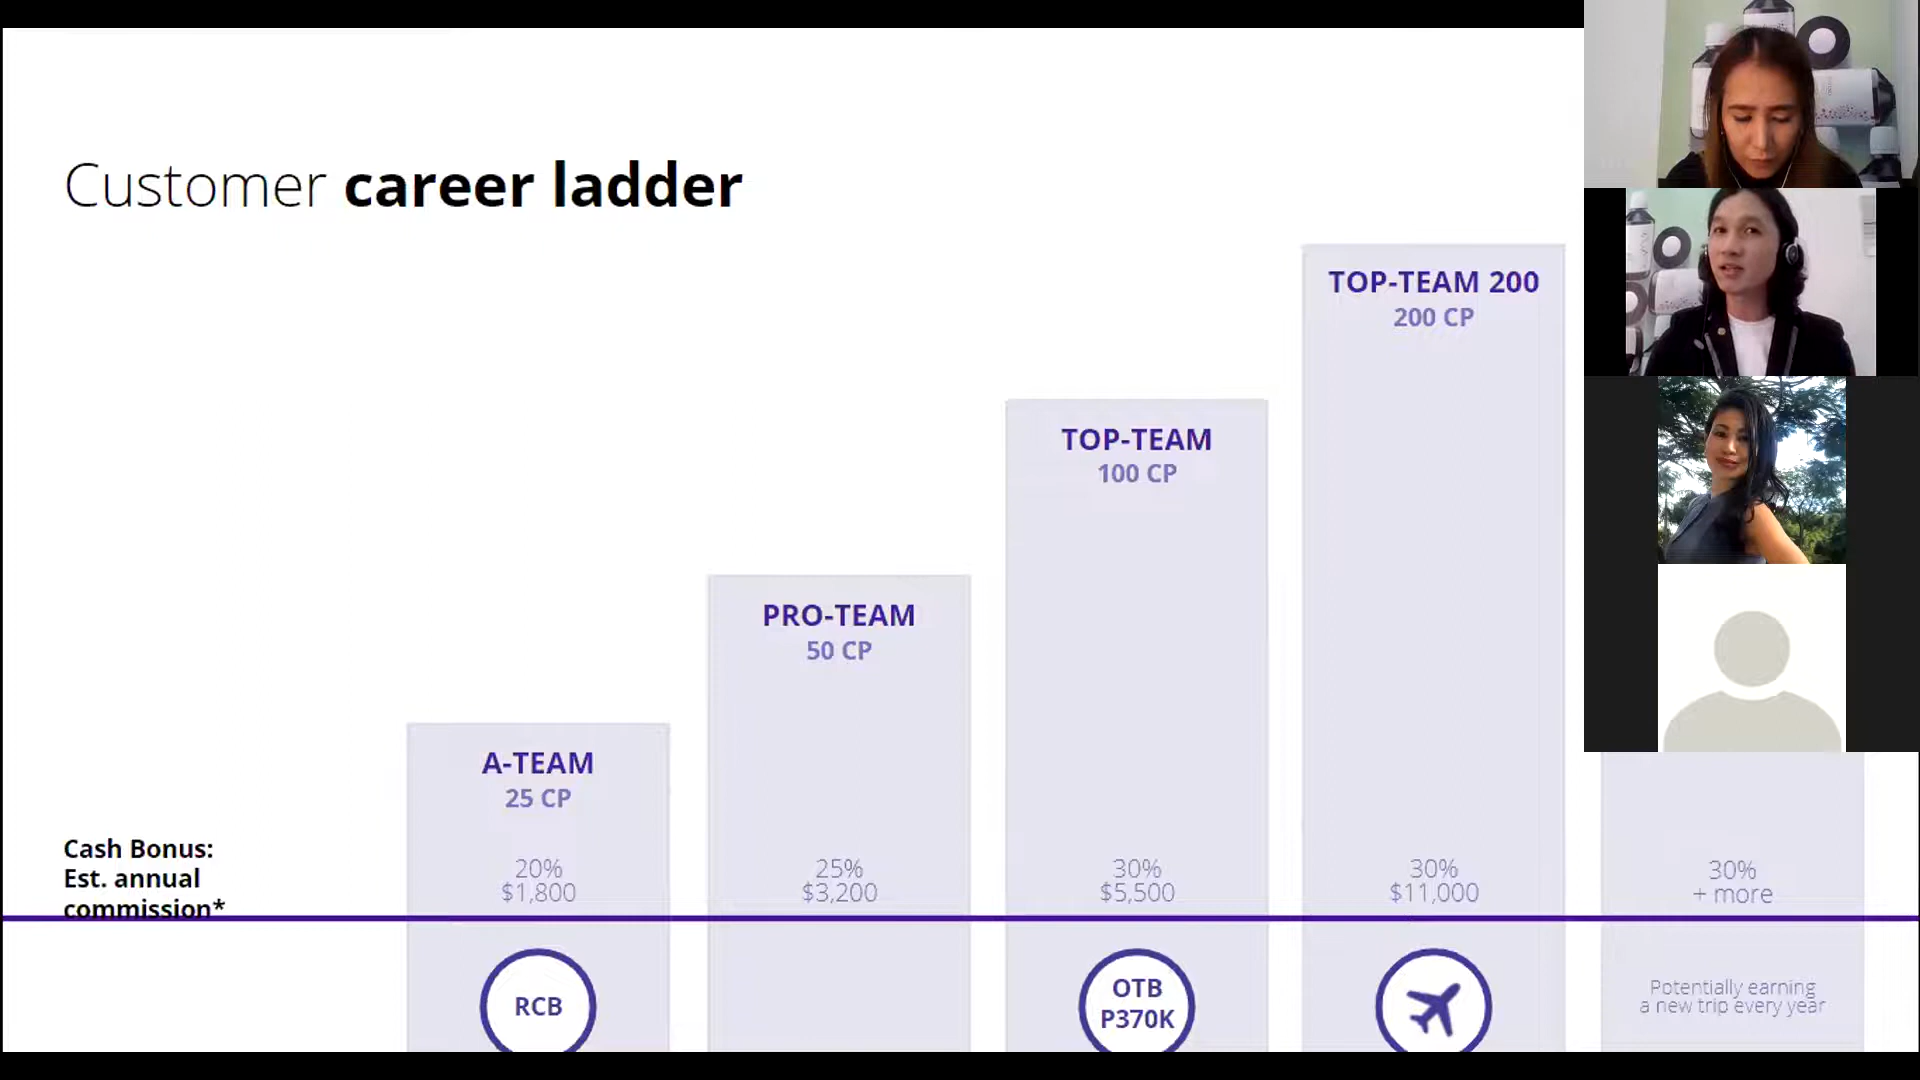 Customer career ladder
TOP-TEAM 200
200 CP
TOP-TEAM
100 CP
PRO-TEAM
50 CP
A-TEAM
25 CP
Cash Bonus:
Est. annual
commission*
20%
$1,800
25%
$3,200
30%
$5,500
30%
$11,000
30%
+ more
RCB
OTB
P370K
Potentially earning
a new trip every year